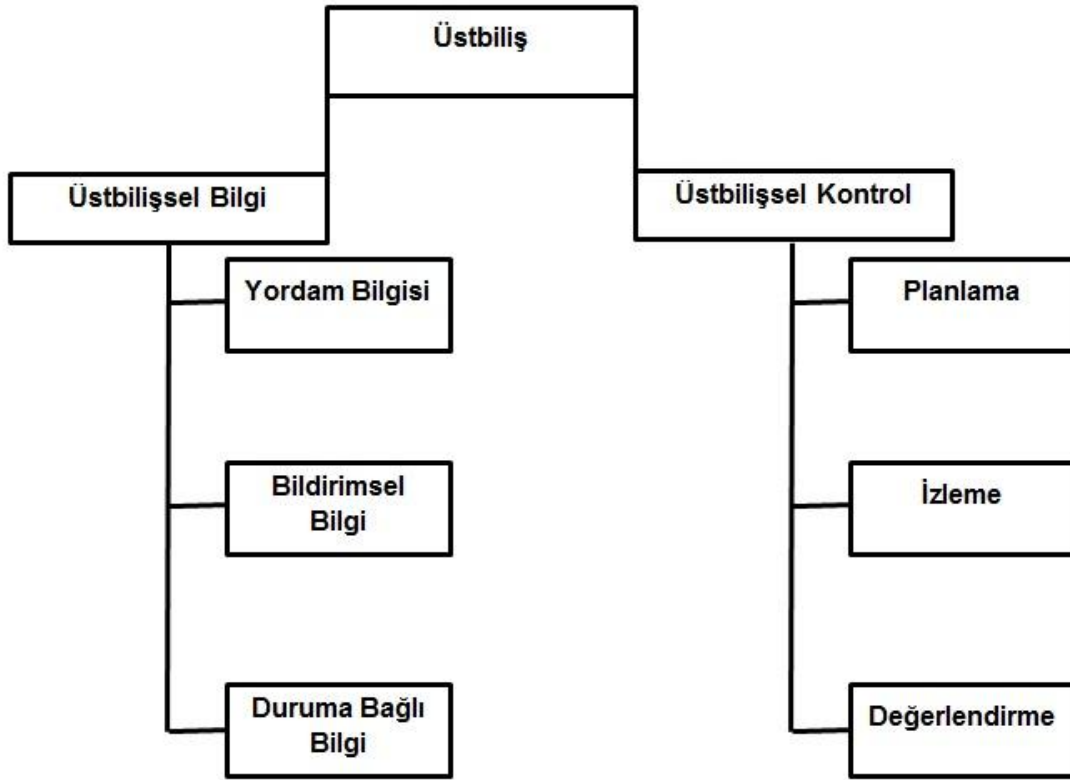 Üstbiliş
Üstbilişsel Bilgi
Üstbilişsel Kontrol
Yordam Bilgisi
Planlama
Bildirimsel
Bilgi
İzleme
Duruma Bağlı
Bilgi
Değerlendirme